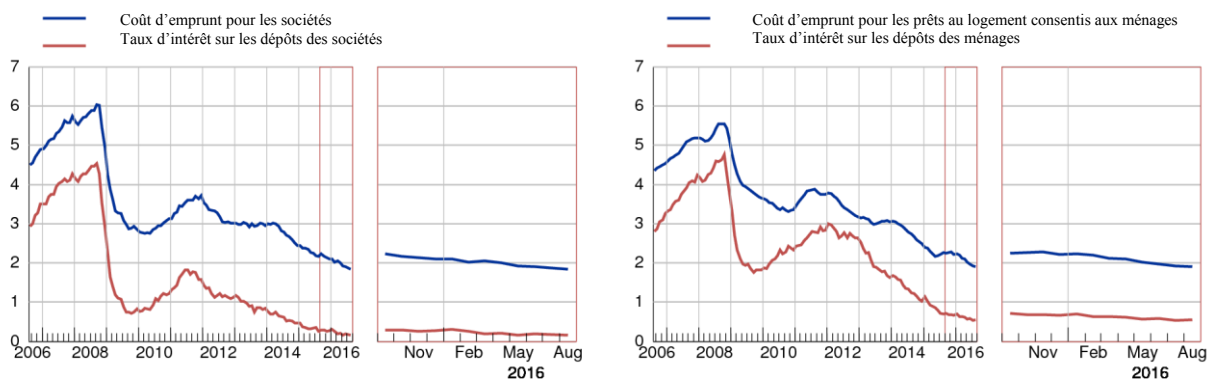 Coût d’emprunt pour les sociétés
Taux d’intérêt sur les dépôts des sociétés
7
6
5
4
3
2
1
0
2006 2008 2010 2012 2014 2016
Nov Feb May Aug
2016
Coût d’emprunt pour les prêts au logement consentis aux ménages
Taux d’intérêt sur les dépôts des ménages
7
6
5
4
3
2
1
0
2006 2008 2010 2012 2014 2016
Nov Feb May Aug
2016